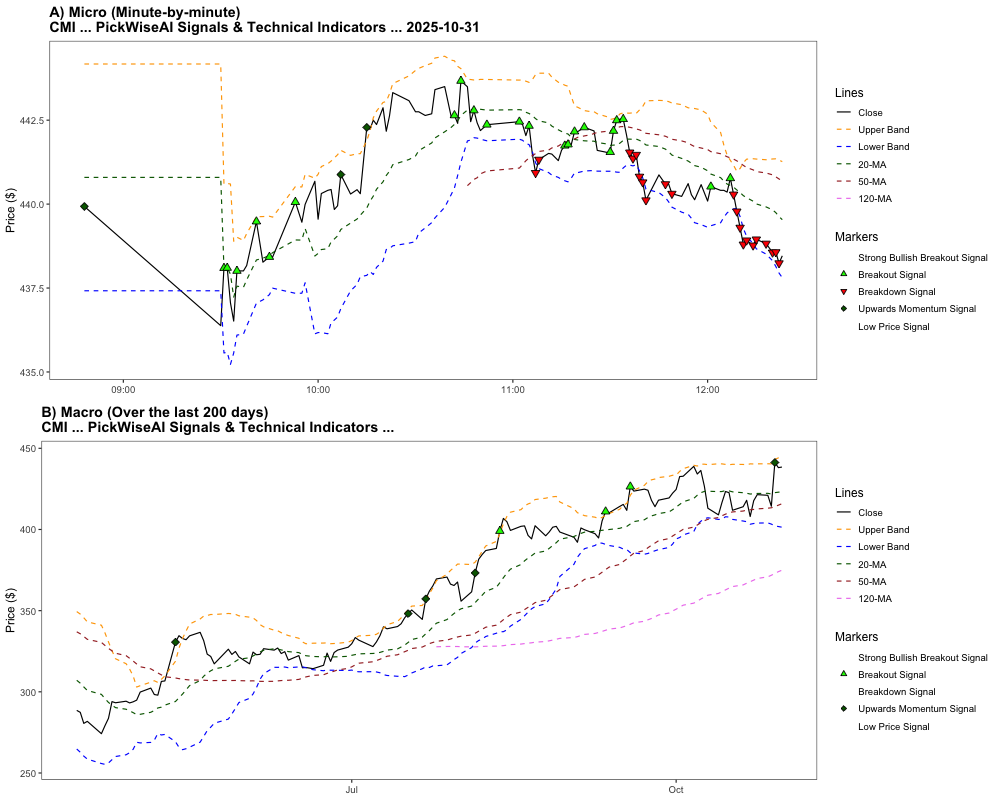 A) Micro (Minute-by-minute)
CMI ... PickWiseAI Signals & Technical Indicators ... 2025-10-31
Price ($)
442.5
440.0
437.5
435.0
09:00
10:00
11:00
12:00
Lines
Close
Upper Band
Lower Band
20-MA
50-MA
120-MA
Markers
Strong Bullish Breakout Signal
Breakout Signal
Breakdown Signal
Upwards Momentum Signal
Low Price Signal
B) Macro (Over the last 200 days)
CMI ... PickWiseAI Signals & Technical Indicators ...
Price ($)
450
400
350
300
250
Jul
Oct
Lines
Close
Upper Band
Lower Band
20-MA
50-MA
120-MA
Markers
Strong Bullish Breakout Signal
Breakout Signal
Breakdown Signal
Upwards Momentum Signal
Low Price Signal